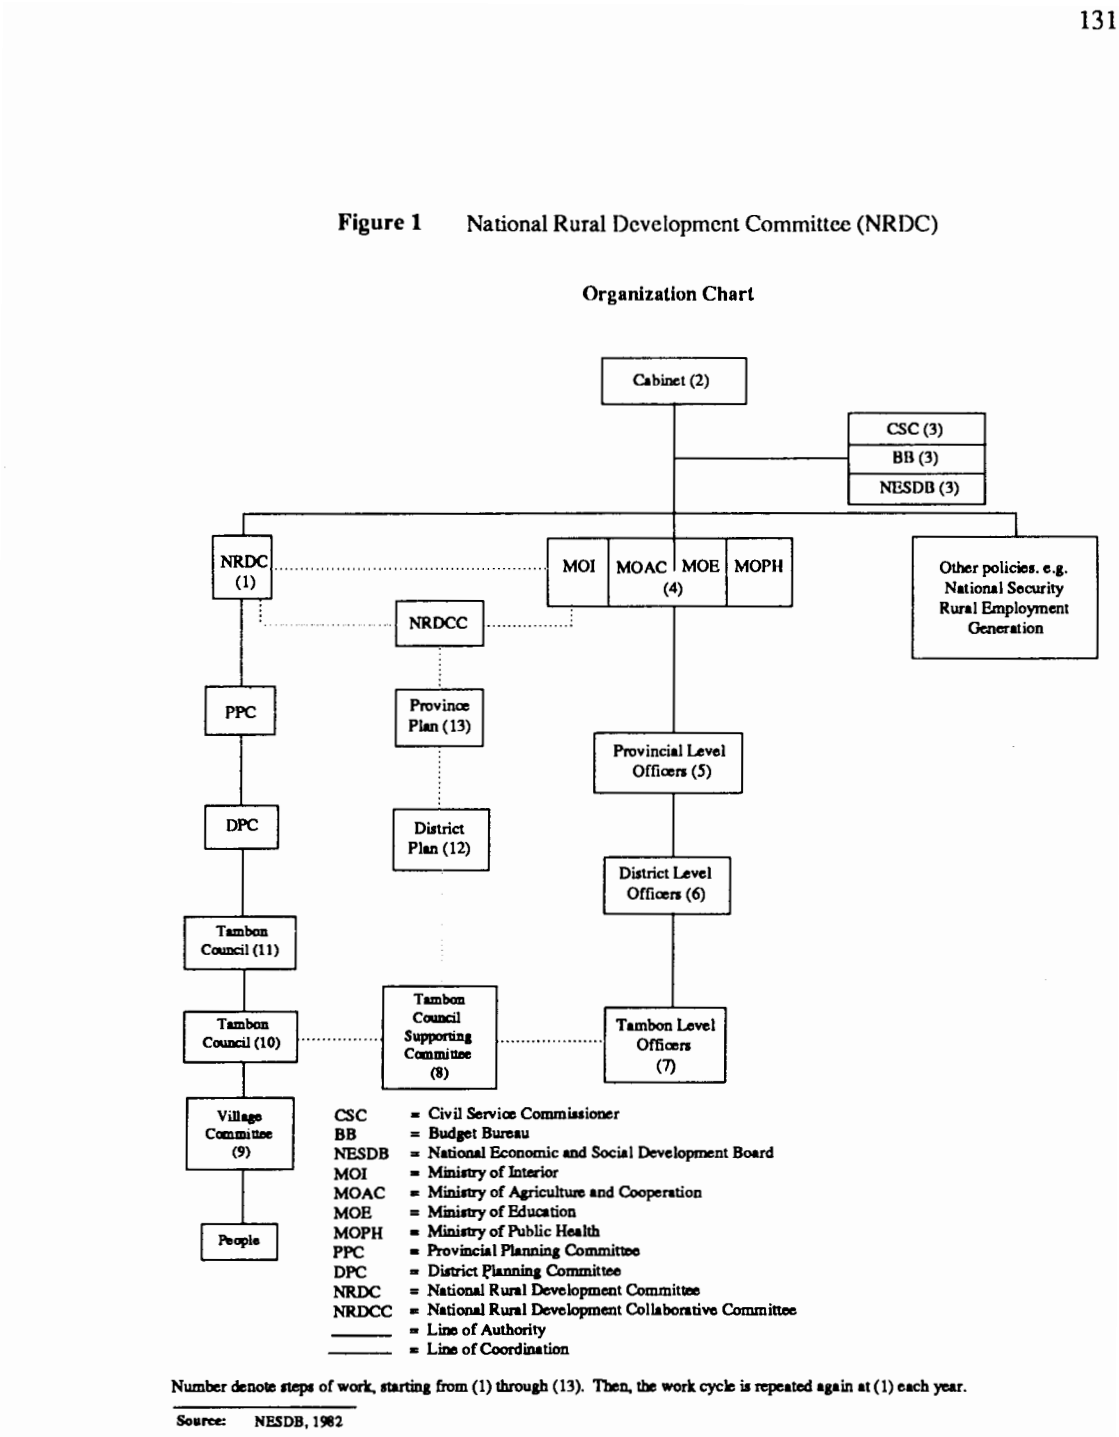 131
Figure 1 National Rural Development Committee (NRDC)
Organization Chart
Cabinet (2)
CSC (3)
BB (3)
NESDB (3)
NRDC
(1)
MOI MOAC MOE MOPH
(4)
Other policies. e.g.
National Security
Rural Employment
Generation
NRDCC
PPC
Province
Plan (13)
Provincial Level
Officers (5)
DPC
District
Plan (12)
District Level
Officers (6)
Tambon
Council (11)
Tambon
Council (10)
Tambon
Council
Supporting
Committee
(8)
Tambon Level
Officers
(7)
Village
Committee
(9)
People
CSC = Civil Service Commissioner
BB = Budget Bureau
NESDB = National Economic and Social Development Board
MOI = Ministry of Interior
MOAC = Ministry of Agriculture and Cooperation
MOE = Ministry of Education
MOPH = Ministry of Public Health
PPC = Provincial Planning Committee
DPC = District Planning Committee
NRDC = National Rural Development Committee
NRDCC = National Rural Development Collaborative Committee
= Line of Authority
= Line of Coordination
Number denote steps of work, starting from (1) through (13). Then, the work cycle is repeated again at (1) each year.
Source: NESDB, 1982